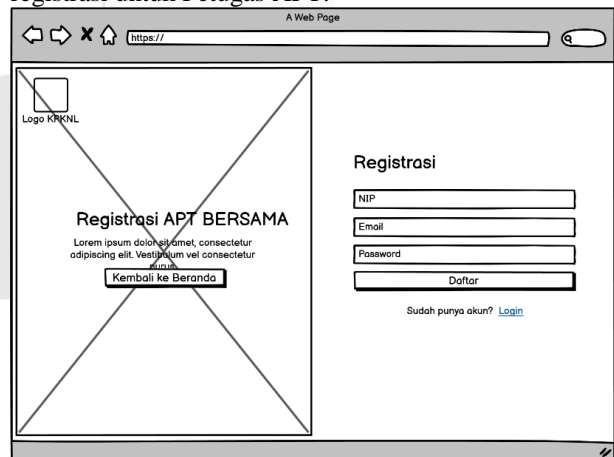 registrasi untuk Petugas APT.
A Web Page
https://
Logo KPKNL
Registrasi APT BERSAMA
Lorem ipsum dolor sit amet, consectetur
adipiscing elit. Vestibulum vel consectetur
purus
Kembali ke Beranda
Registrasi
NIP
Email
Password
Daftar
Sudah punya akun? Login